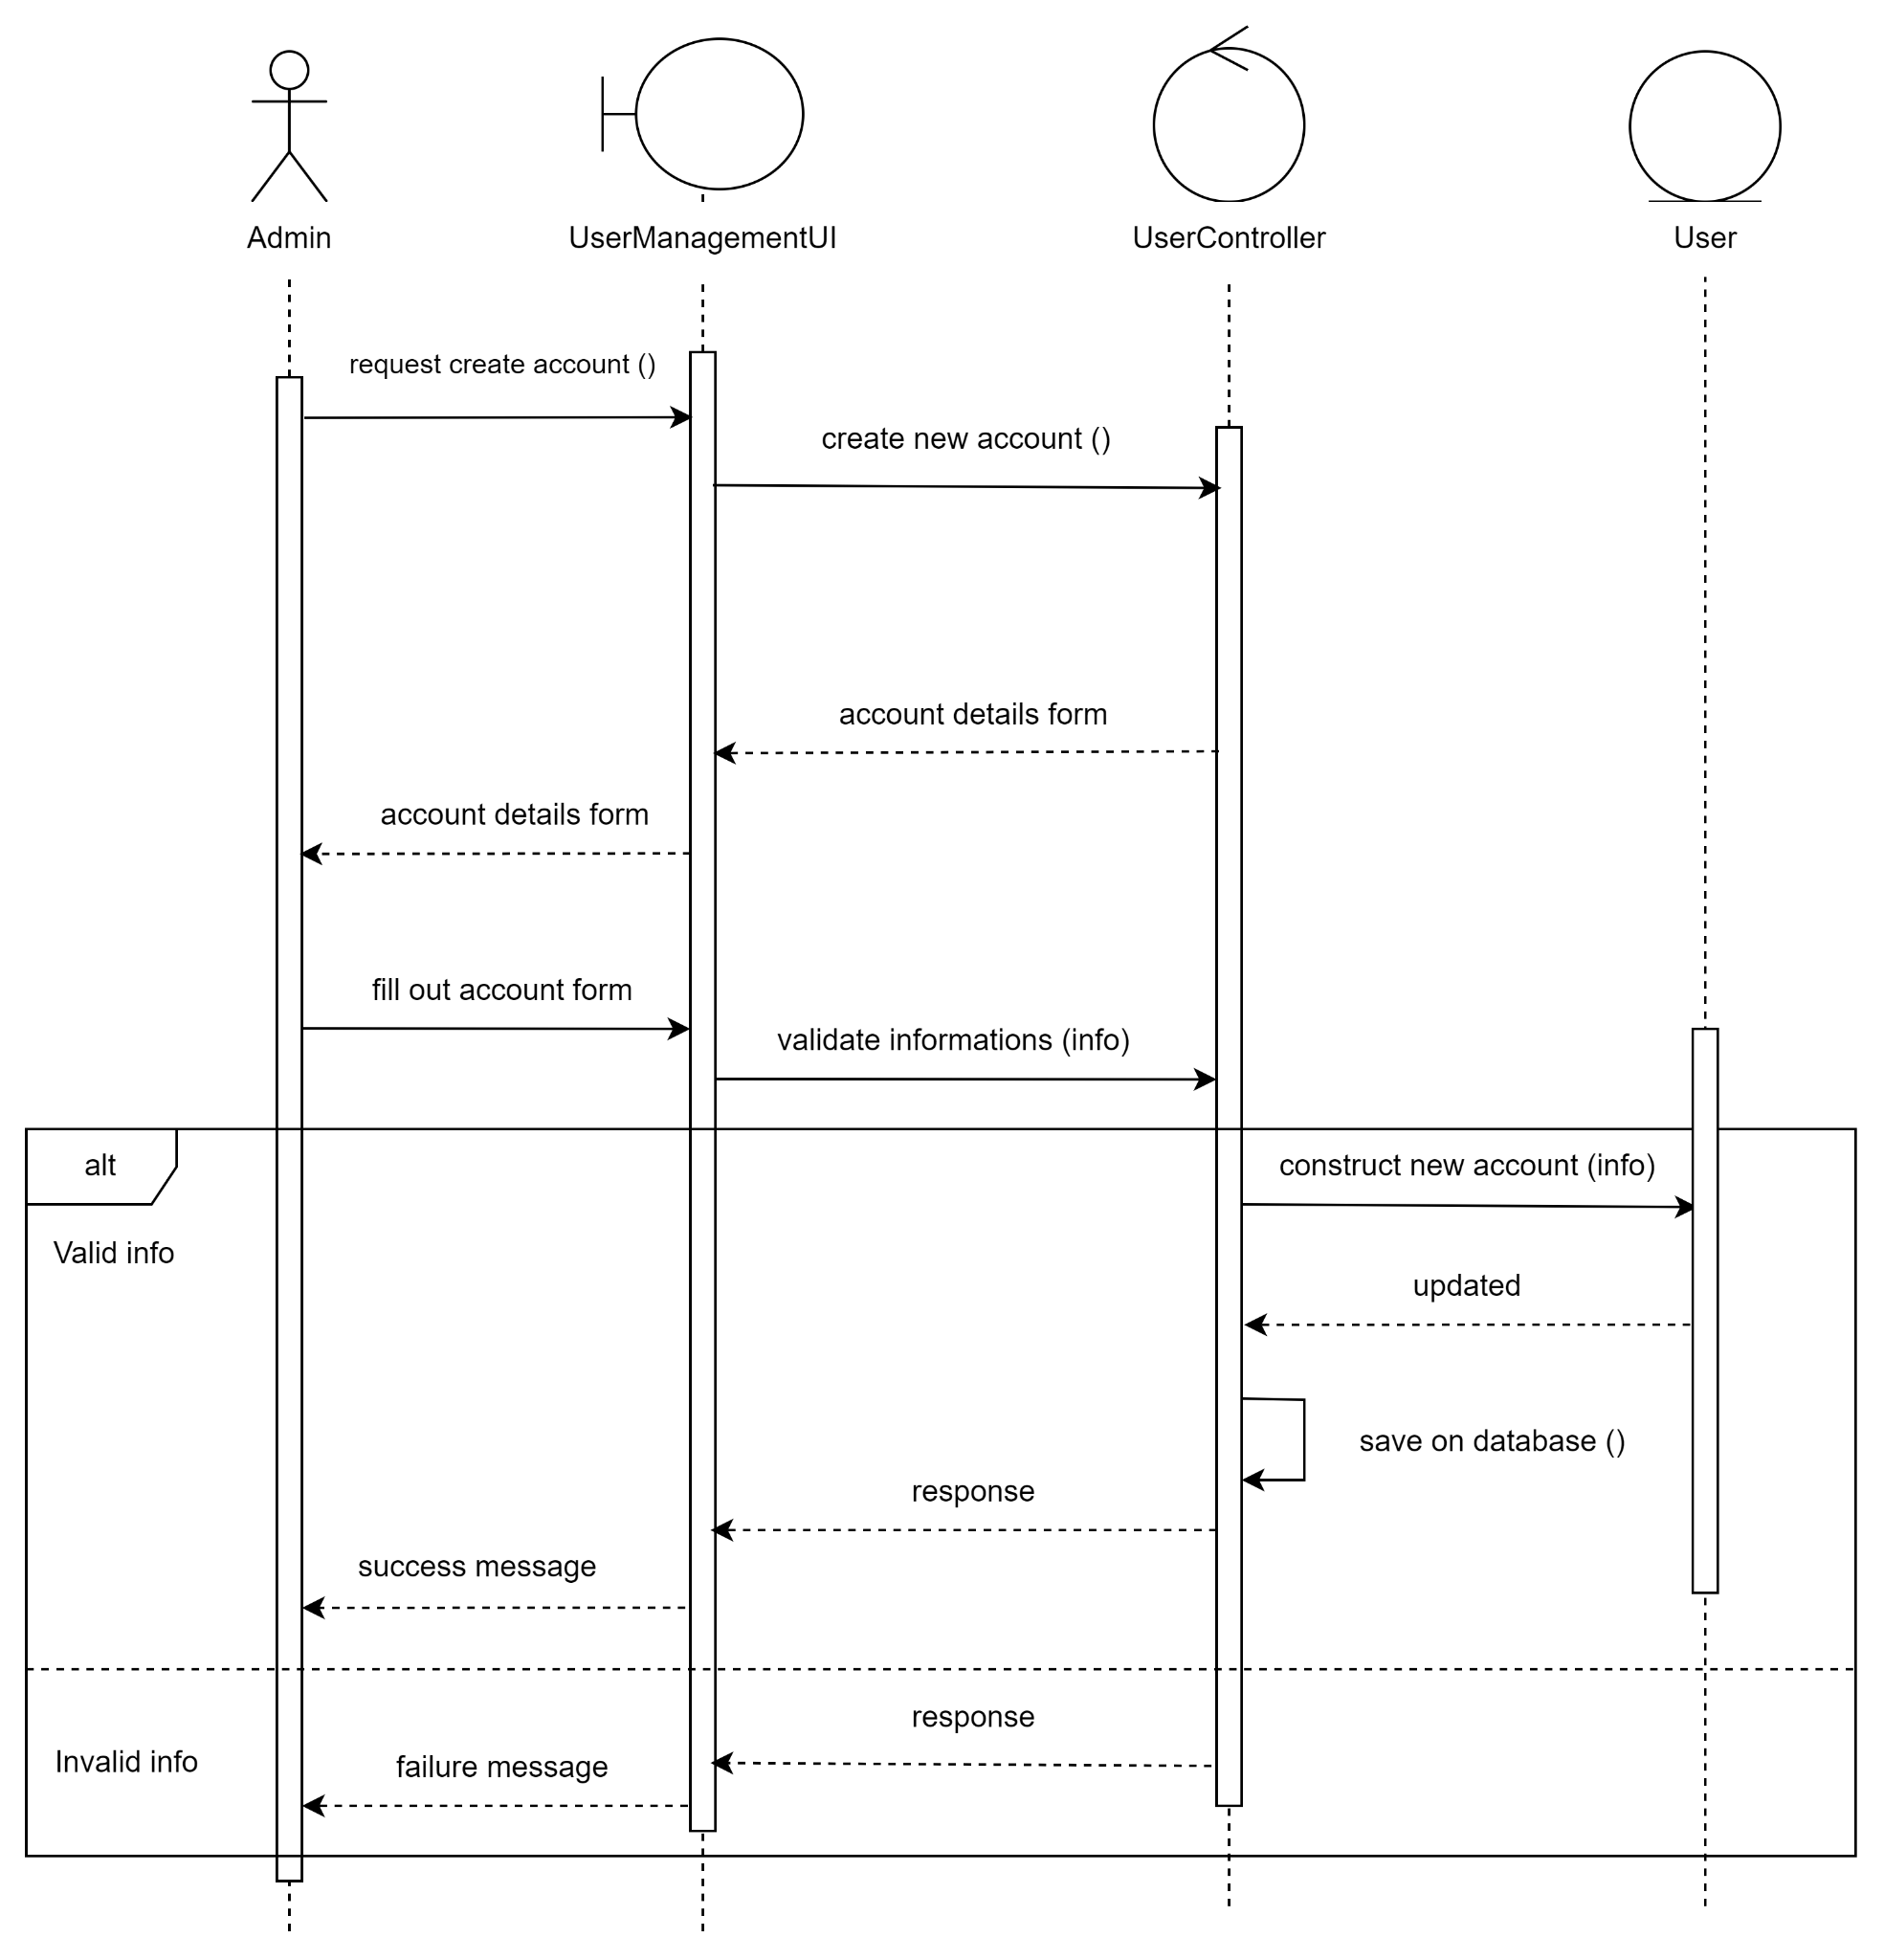 Admin
UserManagementUI
UserController
User
request create account ()
create new account ()
account details form
account details form
fill out account form
validate informations (info)
alt
construct new account (info)
Valid info
updated
save on database ()
response
success message
response
Invalid info
failure message